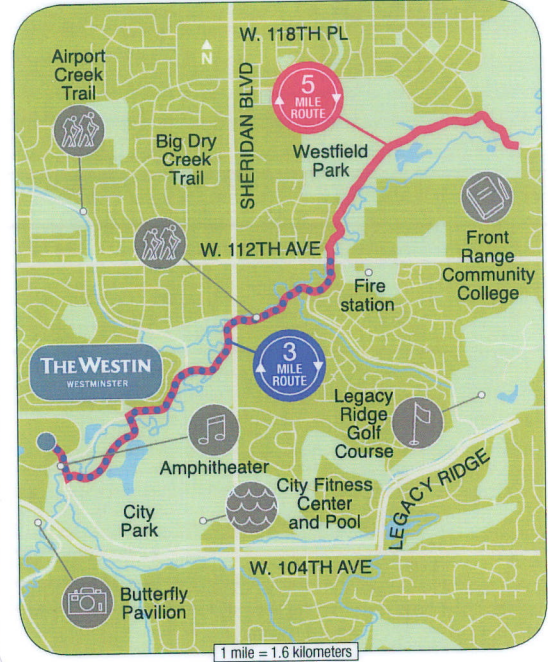 W. 118TH PL
N
Airport
Creek
Trail
SHERIDAN BLVD
5
MILE
ROUTE
Big Dry
Creek
Trail
Westfield
Park
W. 112TH AVE
Front
Range
Community
College
Fire
station
THE WESTIN
WESTMINSTER
3
MILE
ROUTE
Legacy
Ridge
Golf
Course
Amphitheater
LEGACY RIDGE
City Fitness
Center
and Pool
City
Park
W. 104TH AVE
Butterfly
Pavilion
1 mile = 1.6 kilometers